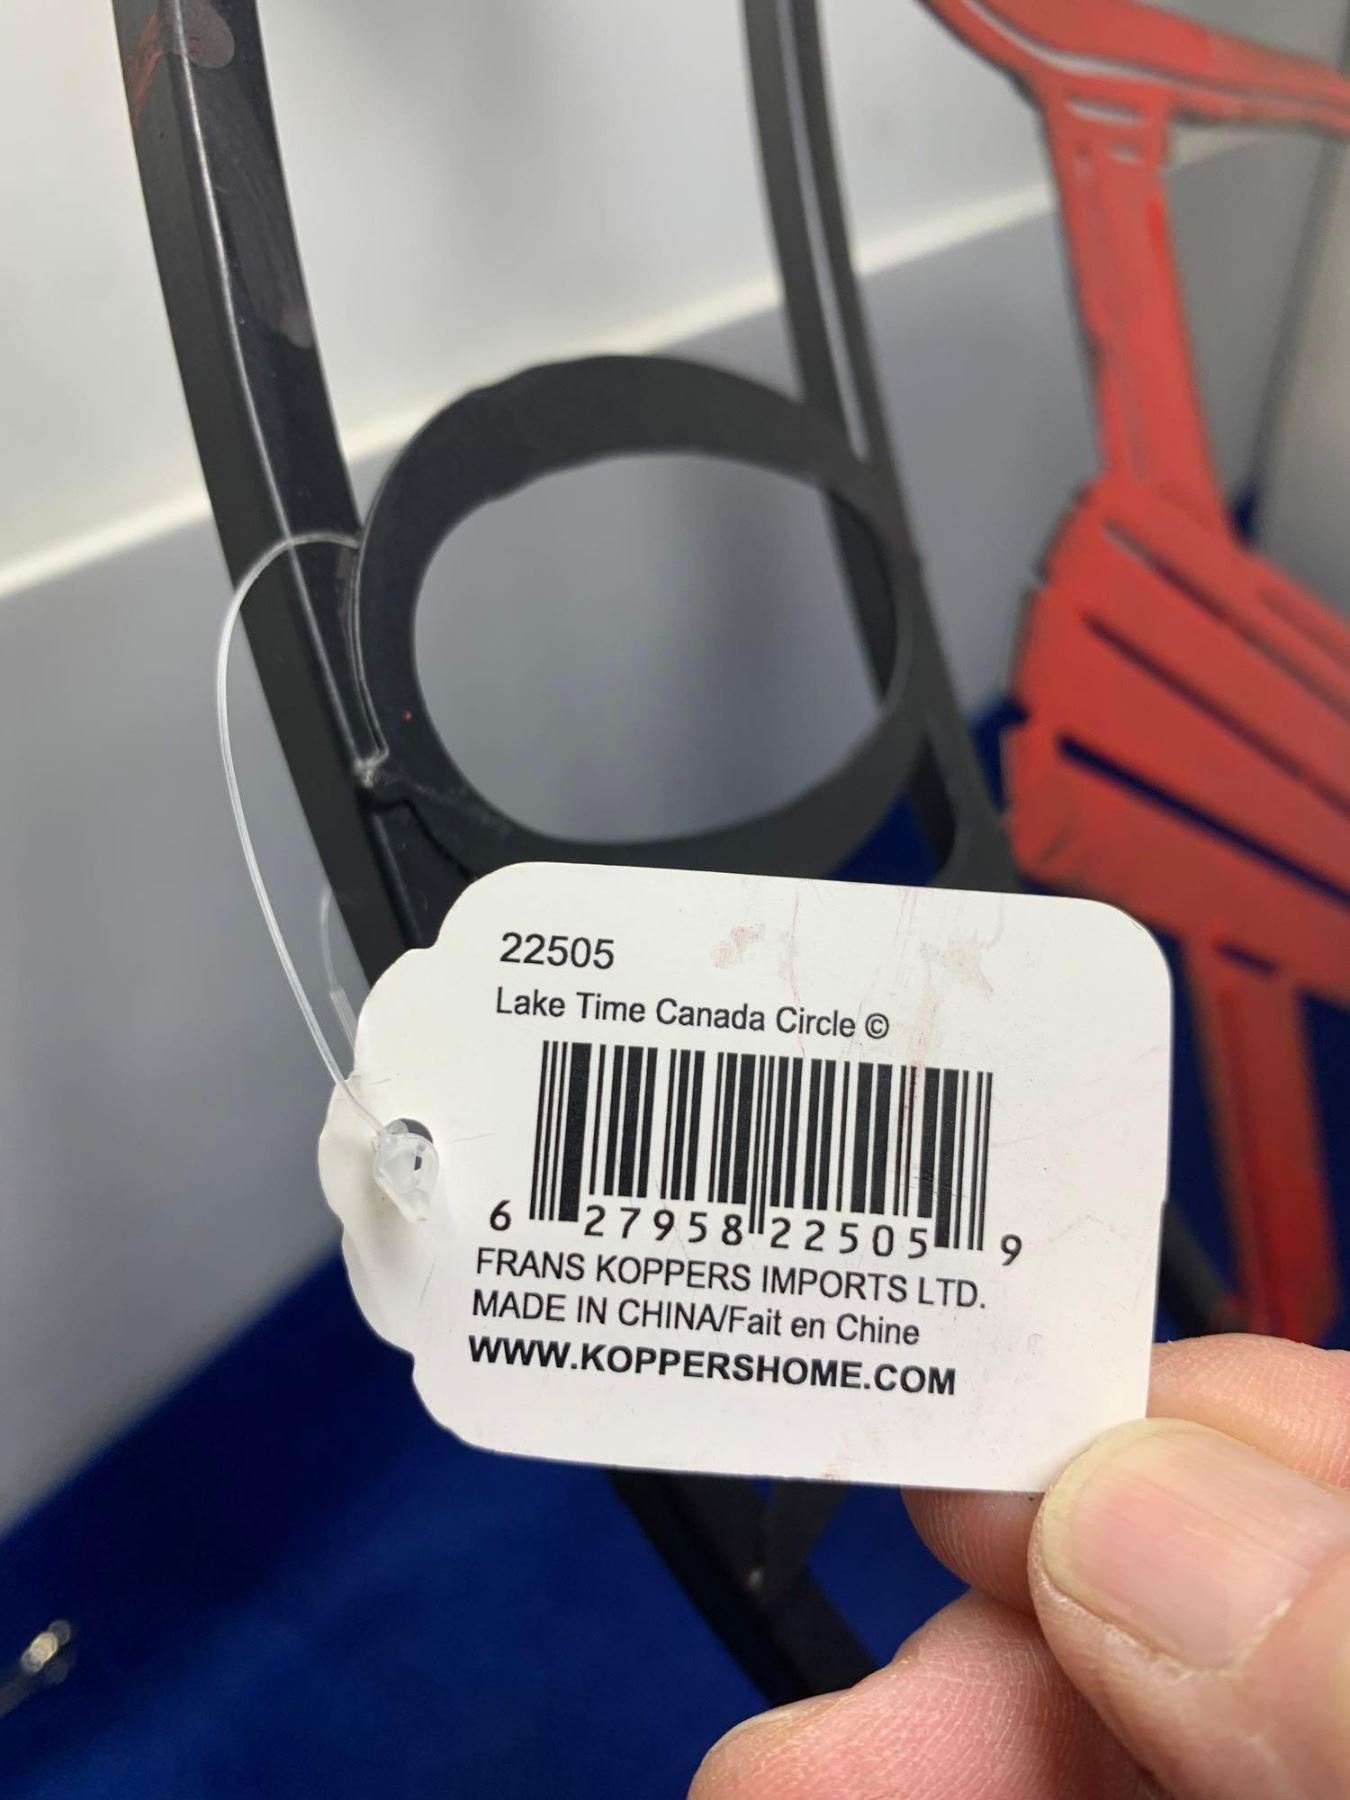 22505
Lake Time Canada Circle ©
6 27958 22505 9
FRANS KOPPERS IMPORTS LTD.
MADE IN CHINA/Fait en Chine
WWW.KOPPERSHOME.COM